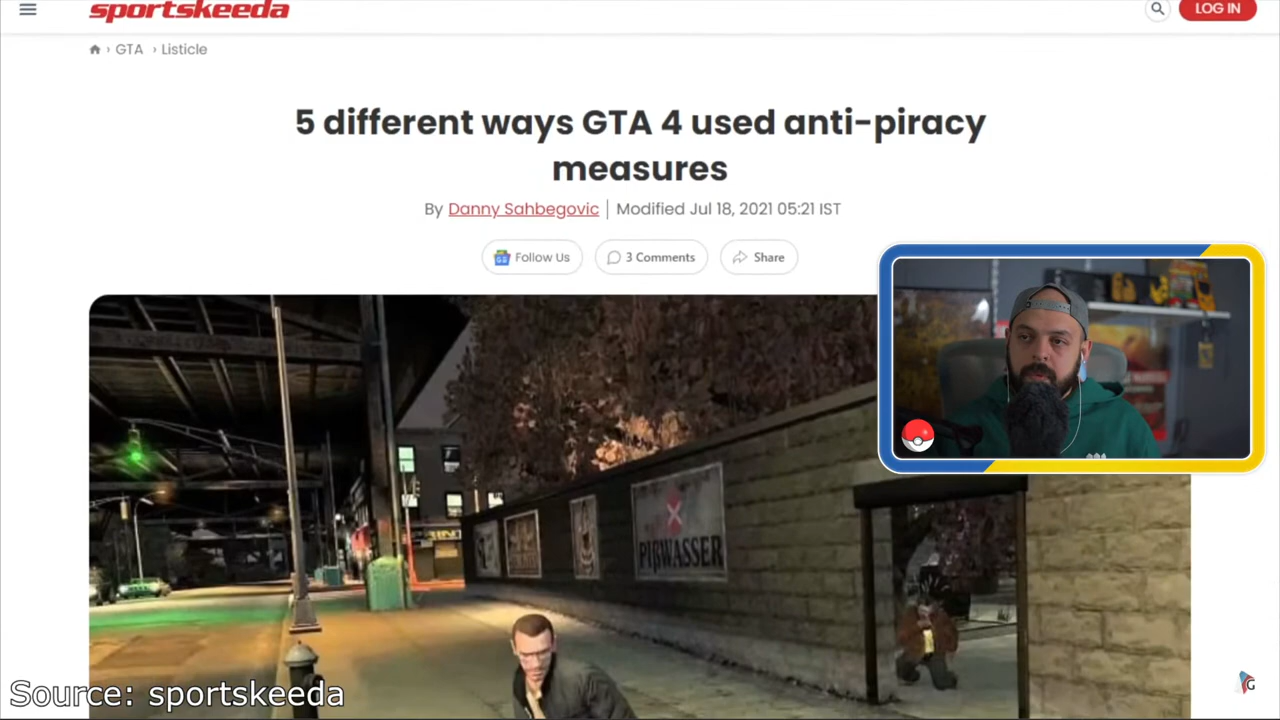 sportskeeda
LOG IN
GTA › Listicle
5 different ways GTA 4 used anti-piracy
measures
By Danny Sahbegovic | Modified Jul 18, 2021 05:21 IST
Follow Us
3 Comments
Share
PIßWASSER
Source: sportskeeda
G